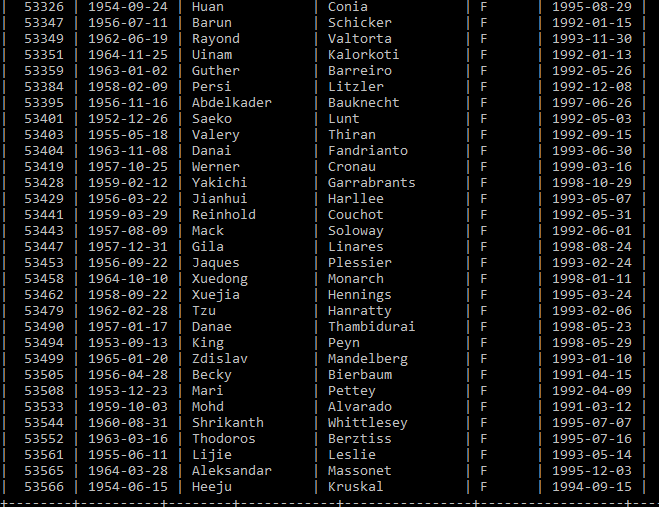 | 53326 | 1954-09-24 | Huan | Conia | F | 1995-08-29 |
| 53347 | 1956-07-11 | Barun | Schicker | F | 1992-01-15 |
| 53349 | 1962-06-19 | Rayond | Valtorta | F | 1993-11-30 |
| 53351 | 1964-11-25 | Uinam | Kalorkoti | F | 1992-01-13 |
| 53359 | 1963-01-02 | Guther | Barreiro | F | 1992-05-26 |
| 53384 | 1958-02-09 | Persi | Litzler | F | 1992-12-08 |
| 53395 | 1956-11-16 | Abdelkader | Bauknecht | F | 1997-06-26 |
| 53401 | 1952-12-26 | Saeko | Lunt | F | 1992-05-03 |
| 53403 | 1955-05-18 | Valery | Thiran | F | 1992-09-15 |
| 53404 | 1963-11-08 | Danai | Fandrianto | F | 1993-06-30 |
| 53419 | 1957-10-25 | Werner | Cronau | F | 1999-03-16 |
| 53428 | 1959-02-12 | Yakichi | Garrabrants | F | 1998-10-29 |
| 53429 | 1956-03-22 | Jianhui | Harllee | F | 1993-05-07 |
| 53441 | 1959-03-29 | Reinhold | Couchot | F | 1992-05-31 |
| 53443 | 1957-08-09 | Mack | Soloway | F | 1992-06-01 |
| 53447 | 1957-12-31 | Gila | Linares | F | 1998-08-24 |
| 53453 | 1956-09-22 | Jaques | Plessier | F | 1993-02-24 |
| 53458 | 1964-10-10 | Xuedong | Monarch | F | 1998-01-11 |
| 53462 | 1958-09-22 | Xuejia | Hennings | F | 1995-03-24 |
| 53479 | 1962-02-28 | Tzu | Hanratty | F | 1993-02-06 |
| 53490 | 1957-01-17 | Danae | Thambidurai | F | 1998-05-23 |
| 53494 | 1953-09-13 | King | Peyn | F | 1998-05-29 |
| 53499 | 1965-01-20 | Zdislav | Mandelberg | F | 1993-01-10 |
| 53505 | 1956-04-28 | Becky | Bierbaum | F | 1991-04-15 |
| 53508 | 1953-12-23 | Mari | Pettey | F | 1992-04-09 |
| 53533 | 1959-10-03 | Mohd | Alvarado | F | 1991-03-12 |
| 53544 | 1960-08-31 | Shrikanth | Whittlesey | F | 1995-07-07 |
| 53552 | 1963-03-16 | Thodoros | Berztiss | F | 1995-07-16 |
| 53561 | 1955-06-11 | Lijie | Leslie | F | 1993-05-14 |
| 53565 | 1964-03-28 | Aleksandar | Massonet | F | 1995-12-03 |
| 53566 | 1954-06-15 | Heeju | Kruskal | F | 1994-09-15 |